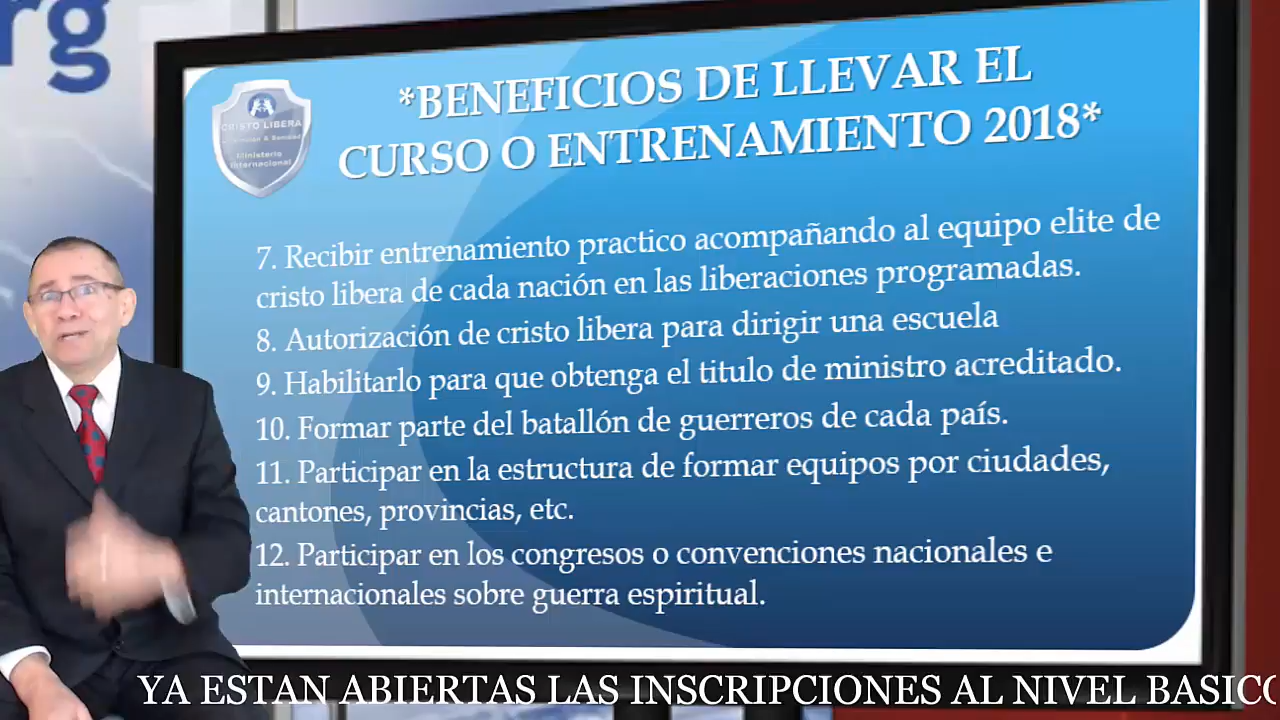 rg
*BENEFICIOS DE LLEVAR EL
CURSO O ENTRENAMIENTO 2018*
CRISTO LIBERA
Ministerio
Internacional
7. Recibir entrenamiento practico acompañando al equipo elite de
cristo libera de cada nación en las liberaciones programadas.
8. Autorización de cristo libera para dirigir una escuela
9. Habilitarlo para que obtenga el titulo de ministro acreditado.
10. Formar parte del batallón de guerreros de cada país.
11. Participar en la estructura de formar equipos por ciudades,
cantones, provincias, etc.
12. Participar en los congresos o convenciones nacionales e
internacionales sobre guerra espiritual.
YA ESTAN ABIERTAS LAS INSCRIPCIONES AL NIVEL BASICO